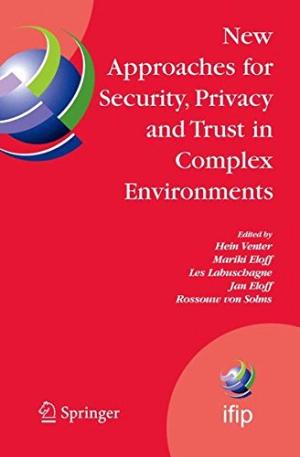 New
Approaches for
Security, Privacy
and Trust in
Complex
Environments
Edited by
Hein Venter
Mariki Eloff
Les Labuschagne
Jan Eloff
Rossouw von Solms
Springer
ifip